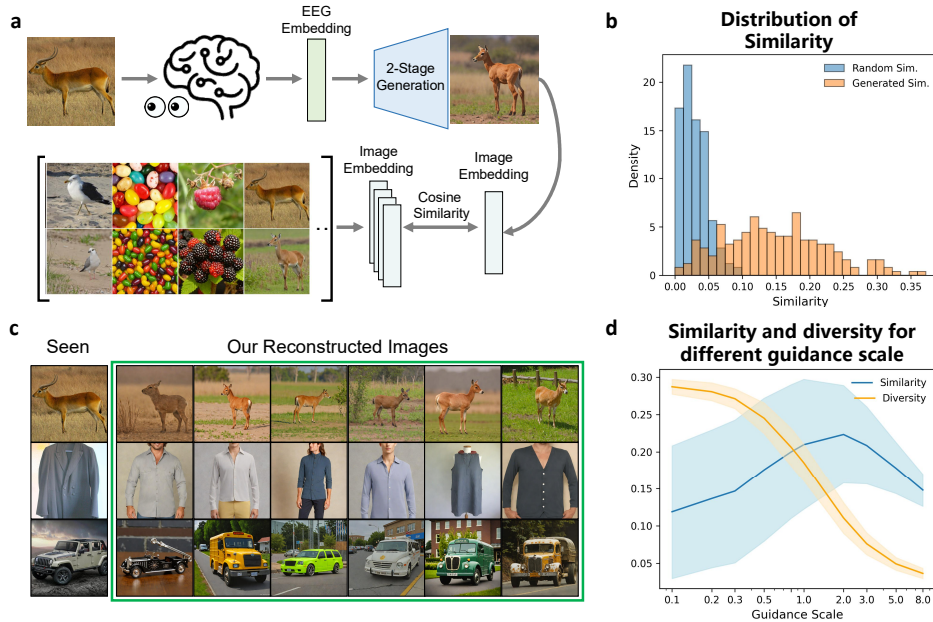 a
EEG
Embedding
2-Stage
Generation
Image
Embedding
Image
Embedding
Cosine
Similarity
..
b
Distribution of
Similarity
Random Sim.
Generated Sim.
Density
20
15
10
5
0
0.00 0.05 0.10 0.15 0.20 0.25 0.30 0.35
Similarity
c
Seen
Our Reconstructed Images
d
Similarity and diversity for
different guidance scale
Similarity
Diversity
0.30
0.25
0.20
0.15
0.10
0.05
0.1 0.2 0.3 0.5 1.0 2.0 3.0 5.0 8.0
Guidance Scale